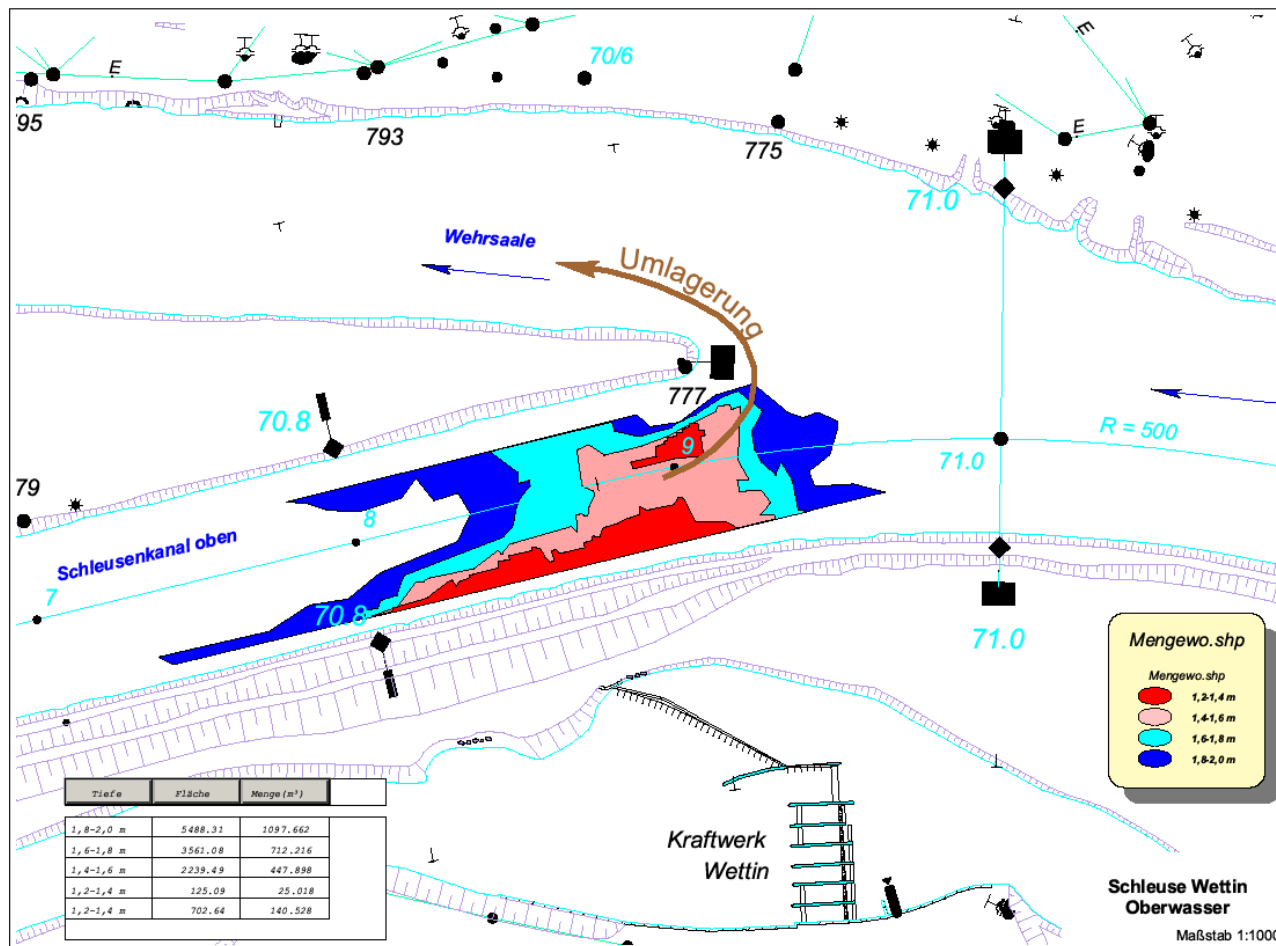 70/6
E
E
E
795
793
775
71.0
Wehrsaale
Umlagerung
777
70.8
R = 500
9
71.0
79
8
Schleusenkanal oben
7
70.8
71.0
Mengewo.shp
Mengewo.shp
1,2-1,4 m
1,4-1,6 m
1,6-1,8 m
1,8-2,0 m
Tiefe Fläche Menge(m³)
1,8-2,0 m 5488.31 1097.662
1,6-1,8 m 3561.08 712.216
1,4-1,6 m 2239.49 447.898
1,2-1,4 m 125.09 25.018
1,2-1,4 m 702.64 140.528
Kraftwerk
Wettin
Schleuse Wettin
Oberwasser
Maßstab 1:1000